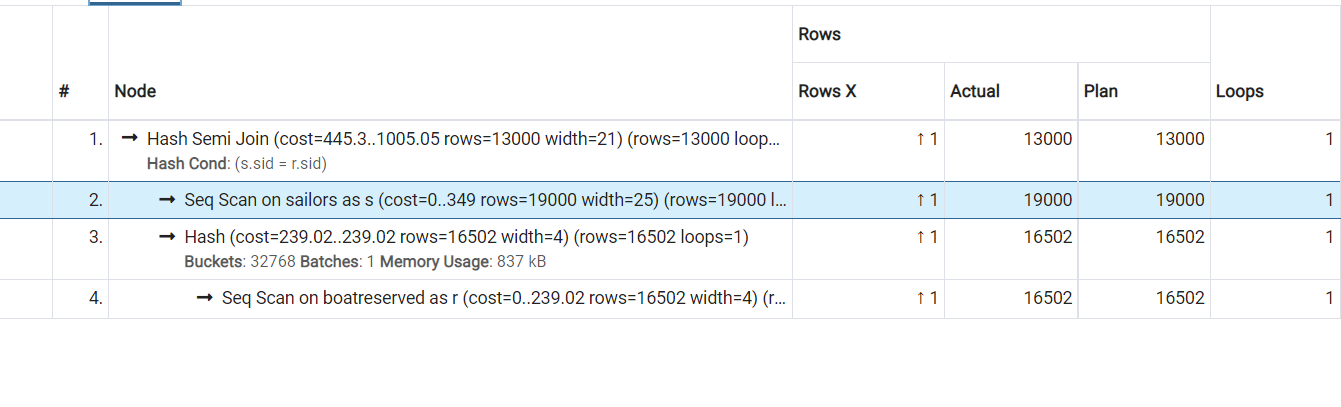 Rows
# Node Rows X Actual Plan Loops
1. → Hash Semi Join (cost=445.3..1005.05 rows=13000 width=21) (rows=13000 loop... ↑ 1 13000 13000 1
Hash Cond: (s.sid = r.sid)
2. → Seq Scan on sailors as s (cost=0..349 rows=19000 width=25) (rows=19000 l... ↑ 1 19000 19000 1
3. → Hash (cost=239.02..239.02 rows=16502 width=4) (rows=16502 loops=1) ↑ 1 16502 16502 1
Buckets: 32768 Batches: 1 Memory Usage: 837 kB
4. → Seq Scan on boatreserved as r (cost=0..239.02 rows=16502 width=4) (r... ↑ 1 16502 16502 1